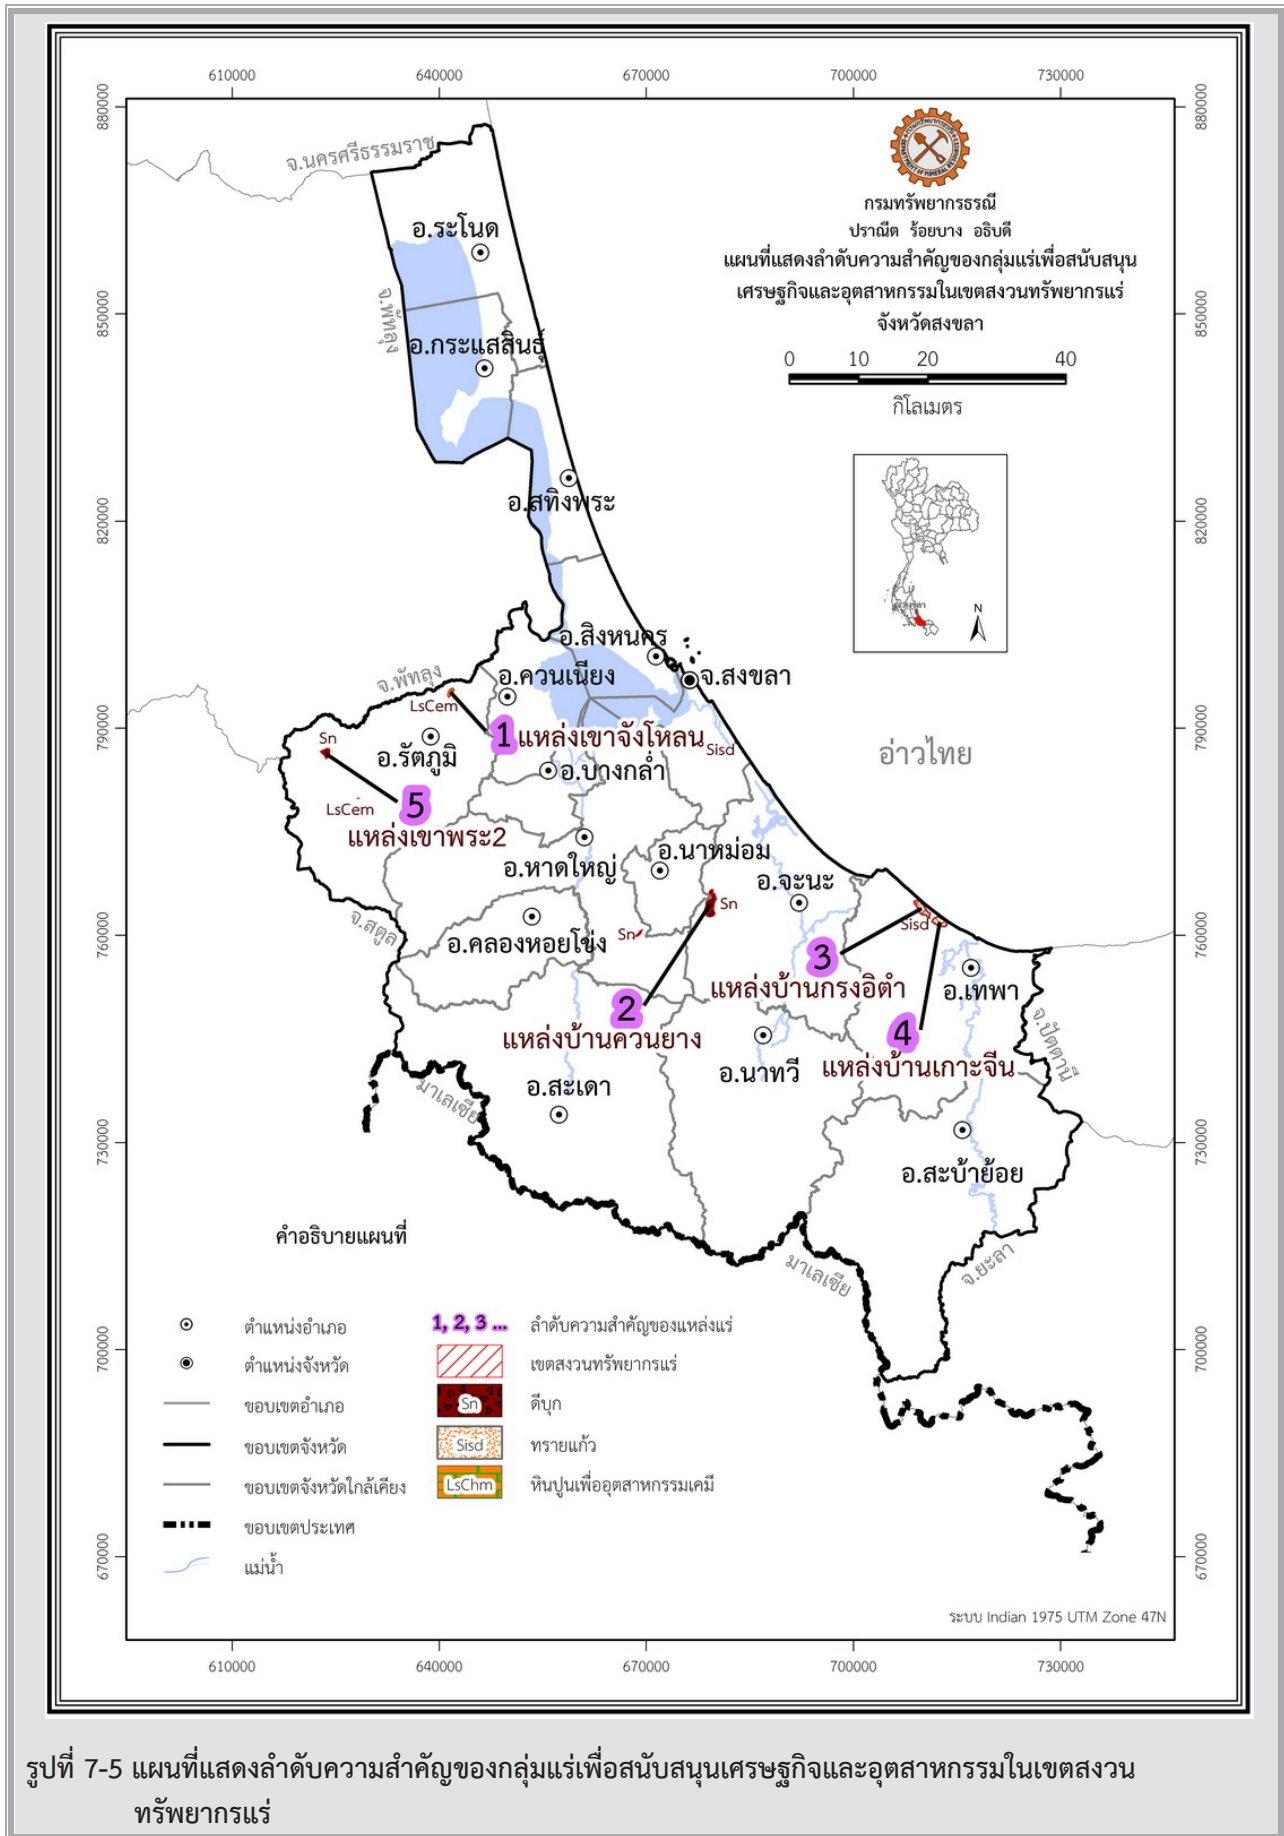 610000 640000 670000 700000 730000
880000 880000
850000 850000
820000 820000
790000 790000
760000 760000
730000 730000
700000 700000
670000 670000
กรมทรัพยากรธรณี
ปราณีต ร้อยบาง อธิบดี
แผนที่แสดงลำดับความสำคัญของกลุ่มแร่เพื่อสนับสนุน
เศรษฐกิจและอุตสาหกรรมในเขตสงวนทรัพยากรแร่
จังหวัดสงขลา
0 10 20 40
กิโลเมตร
จ.สงขลา
N
จ.นครศรีธรรมราช
อ.ระโนด
จ.พัทลุง
อ.กระแสสินธุ์
อ.สทิงพระ
อ.สิงหนคร
จ.พัทลุง
อ.ควนเนียง
จ.สงขลา
LsCem
1 แหล่งเขาจังโหลน
Sisd
อ่าวไทย
Sn
อ.รัตภูมิ
อ.บางกล่ำ
5
LsCem
แหล่งเขาพระ2
อ.หาดใหญ่
อ.นาหม่อม
อ.จะนะ
Sn
จ.สตูล
อ.คลองหอยโข่ง
Sn
Sisd
3
แหล่งบ้านกรงอิตำ
อ.เทพา
2
แหล่งบ้านควนยาง
4
แหล่งบ้านเกาะจีน
จ.ปัตตานี
อ.นาทวี
มาเลเซีย
อ.สะเดา
อ.สะบ้าย้อย
มาเลเซีย
จ.ยะลา
คำอธิบายแผนที่
ตำแหน่งอำเภอ
ตำแหน่งจังหวัด
ขอบเขตอำเภอ
ขอบเขตจังหวัด
ขอบเขตจังหวัดใกล้เคียง
ขอบเขตประเทศ
แม่น้ำ
1, 2, 3 ... ลำดับความสำคัญของแหล่งแร่
เขตสงวนทรัพยากรแร่
Sn ดีบุก
Sisd ทรายแก้ว
LsChm หินปูนเพื่ออุตสาหกรรมเคมี
ระบบ Indian 1975 UTM Zone 47N
610000 640000 670000 700000 730000
รูปที่ 7-5 แผนที่แสดงลำดับความสำคัญของกลุ่มแร่เพื่อสนับสนุนเศรษฐกิจและอุตสาหกรรมในเขตสงวน
ทรัพยากรแร่